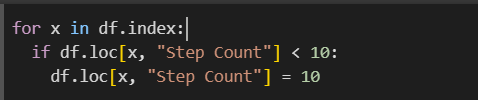 for x in df.index:
  if df.loc[x, "Step Count"] < 10:
    df.loc[x, "Step Count"] = 10